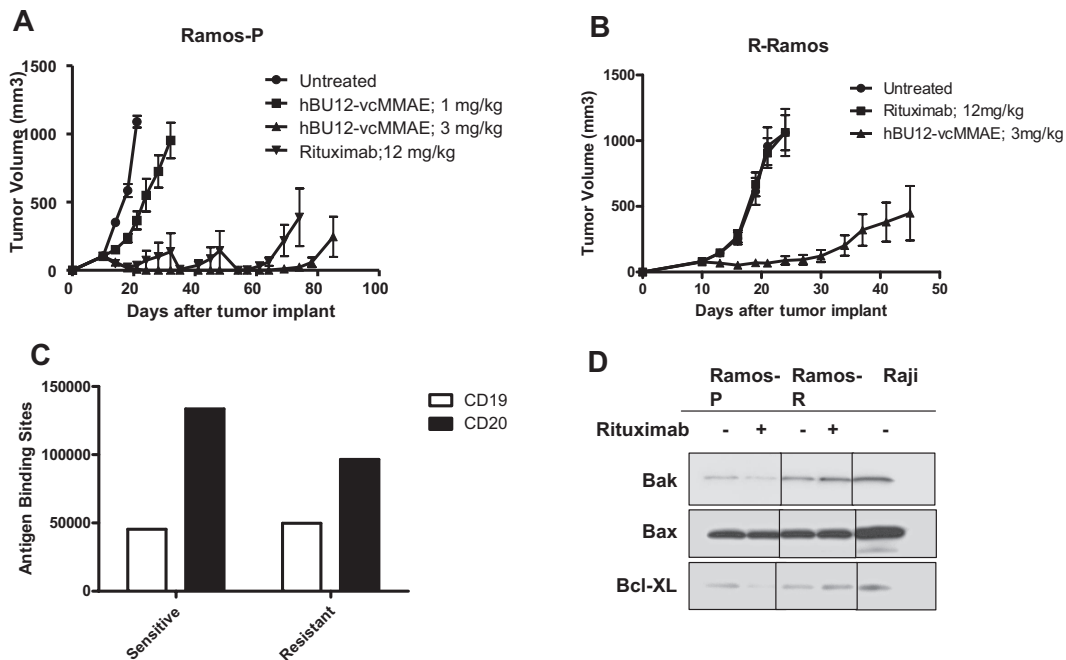 A
Ramos-P
Tumor Volume (mm3)
1500
1000
500
0
0 20 40 60 80 100
Days after tumor implant
Untreated
hBU12-vcMMAE; 1 mg/kg
hBU12-vcMMAE; 3 mg/kg
Rituximab;12 mg/kg
B
R-Ramos
Tumor Volume (mm3)
1500
1000
500
0
0 10 20 30 40 50
Days after tumor implant
Untreated
Rituximab; 12mg/kg
hBU12-vcMMAE; 3mg/kg
C
Antigen Binding Sites
150000
100000
50000
0
Sensitive
Resistant
CD19
CD20
D
Ramos- Ramos- Raji
P R
Rituximab - + - + -
Bak
Bax
Bcl-XL